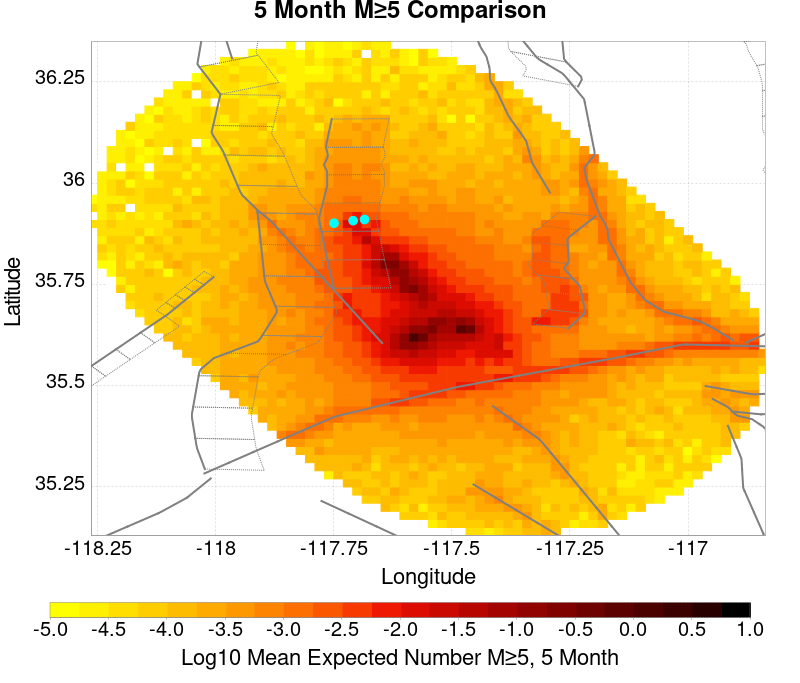 5 Month M≥5 Comparison
36.25
36
35.75
35.5
35.25
Latitude
-118.25 -118 -117.75 -117.5 -117.25 -117
Longitude
-5.0 -4.5 -4.0 -3.5 -3.0 -2.5 -2.0 -1.5 -1.0 -0.5 0.0 0.5 1.0
Log10 Mean Expected Number M≥5, 5 Month